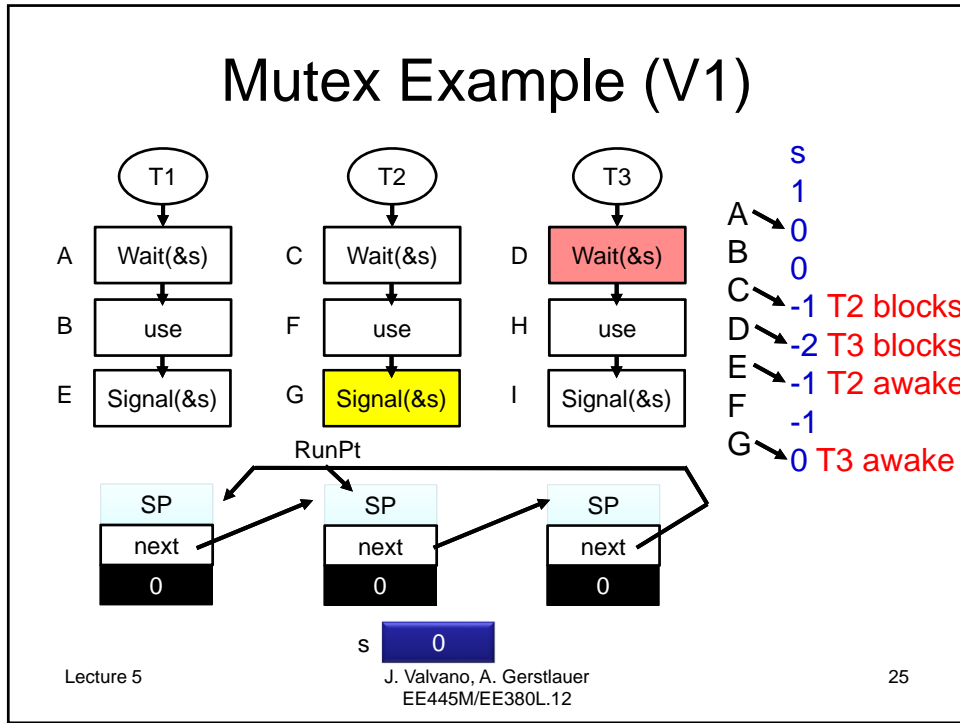 Mutex Example (V1)
T1
T2
T3
A
Wait(&s)
C
Wait(&s)
D
Wait(&s)
B
use
F
use
H
use
E
Signal(&s)
G
Signal(&s)
I
Signal(&s)
s
1
A
0
B
0
C
-1 T2 blocks
D
-2 T3 blocks
E
-1 T2 awake
F
-1
G
0 T3 awake
RunPt
SP
SP
SP
next
next
next
0
0
0
s
0
Lecture 5
J. Valvano, A. Gerstlauer
EE445M/EE380L.12
25